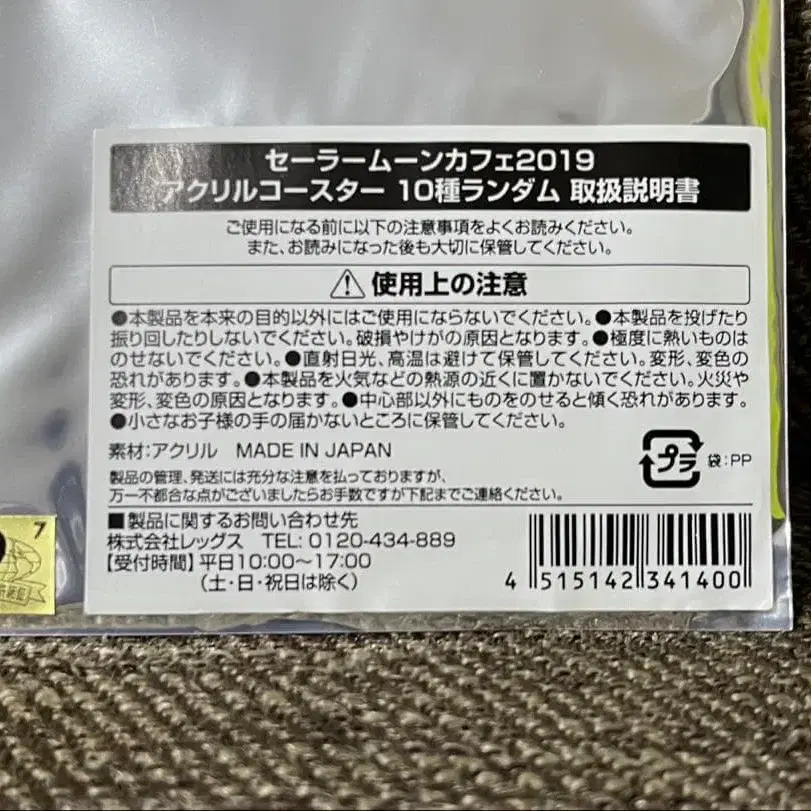 セーラームーンカフェ2019
アクリルコースター 10種ランダム 取扱説明書
ご使用になる前に以下の注意事項をよくお読みください。
また、お読みになった後も大切に保管してください。
使用上の注意
●本製品を本来の目的以外にはご使用にならないでください。●本製品を投げたり
振り回したりしないでください。破損やけがの原因となります。●極度に熱いものは
のせないでください。●直射日光、高温は避けて保管してください。変形、変色の
恐れがあります。●本製品を火気などの熱源の近くに置かないでください。火災や
変形、変色の原因となります。●中心部以外にものをのせると傾く恐れがあります。
●小さなお子様の手の届かないところに保管してください。
素材:アクリル MADE IN JAPAN
プラ 袋:PP
製品の管理、発送には充分な注意を払っておりますが、
万一不都合な点がございましたらお手数ですが下記までご連絡ください。
■製品に関するお問い合わせ先
株式会社レッグス TEL: 0120-434-889
【受付時間】平日10:00〜17:00
(土・日・祝日は除く)
4 515142 341400
7